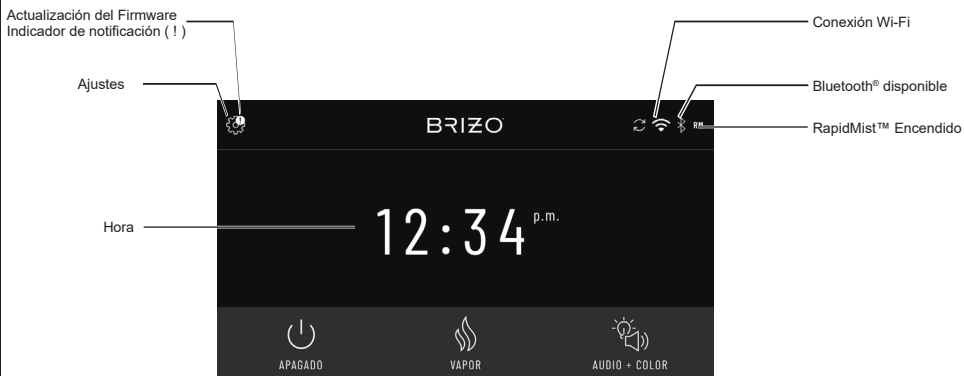 Actualización del Firmware
Indicador de notificación ( ! )
Conexión Wi-Fi
Ajustes
Bluetooth® disponible
!
BRIZO
RM
RapidMist™ Encendido
Hora
12:34 p.m.
APAGADO
VAPOR
AUDIO + COLOR